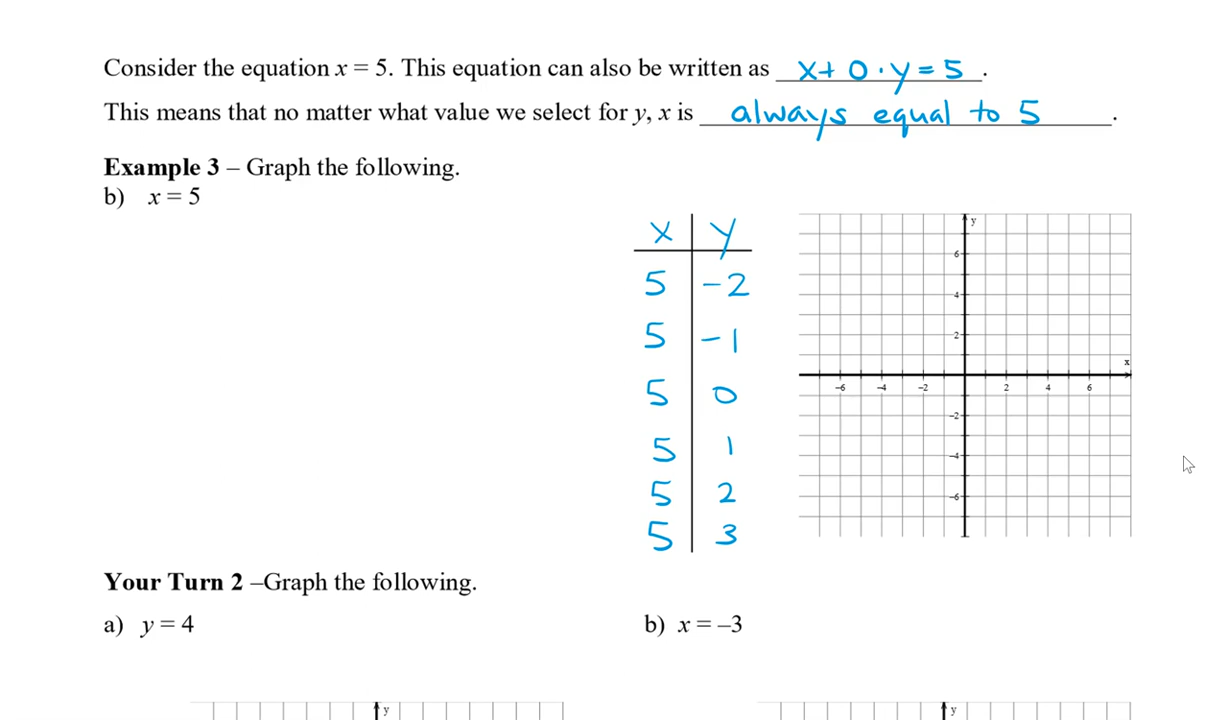 Consider the equation x = 5. This equation can also be written as x + 0 · y = 5.
This means that no matter what value we select for y, x is always equal to 5.
Example 3 – Graph the following.
b) x = 5
x y
5 -2
5 -1
5 0
5 1
5 2
5 3
y
6
4
2
x
-6 -4 -2 2 4 6
-2
-4
-6
Your Turn 2 –Graph the following.
a) y = 4 b) x = –3
y y